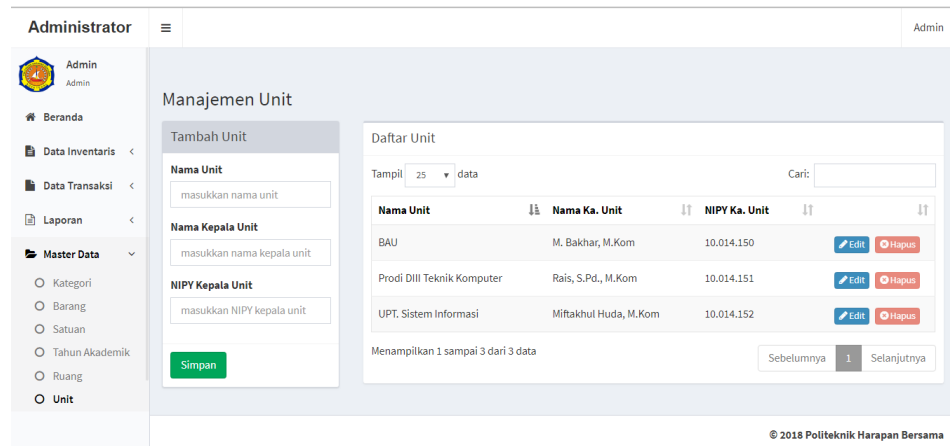 Administrator
Admin
Admin
Admin
Beranda
Data Inventaris
Data Transaksi
Laporan
Master Data
Kategori
Barang
Satuan
Tahun Akademik
Ruang
Unit
Manajemen Unit
Tambah Unit
Nama Unit
masukkan nama unit
Nama Kepala Unit
masukkan nama kepala unit
NIPY Kepala Unit
masukkan NIPY kepala unit
Simpan
Daftar Unit
Tampil 25 data Cari:
Nama Unit Nama Ka. Unit NIPY Ka. Unit
BAU M. Bakhar, M.Kom 10.014.150 Edit Hapus
Prodi DIII Teknik Komputer Rais, S.Pd., M.Kom 10.014.151 Edit Hapus
UPT. Sistem Informasi Miftakhul Huda, M.Kom 10.014.152 Edit Hapus
Menampilkan 1 sampai 3 dari 3 data
Sebelumnya 1 Selanjutnya
© 2018 Politeknik Harapan Bersama